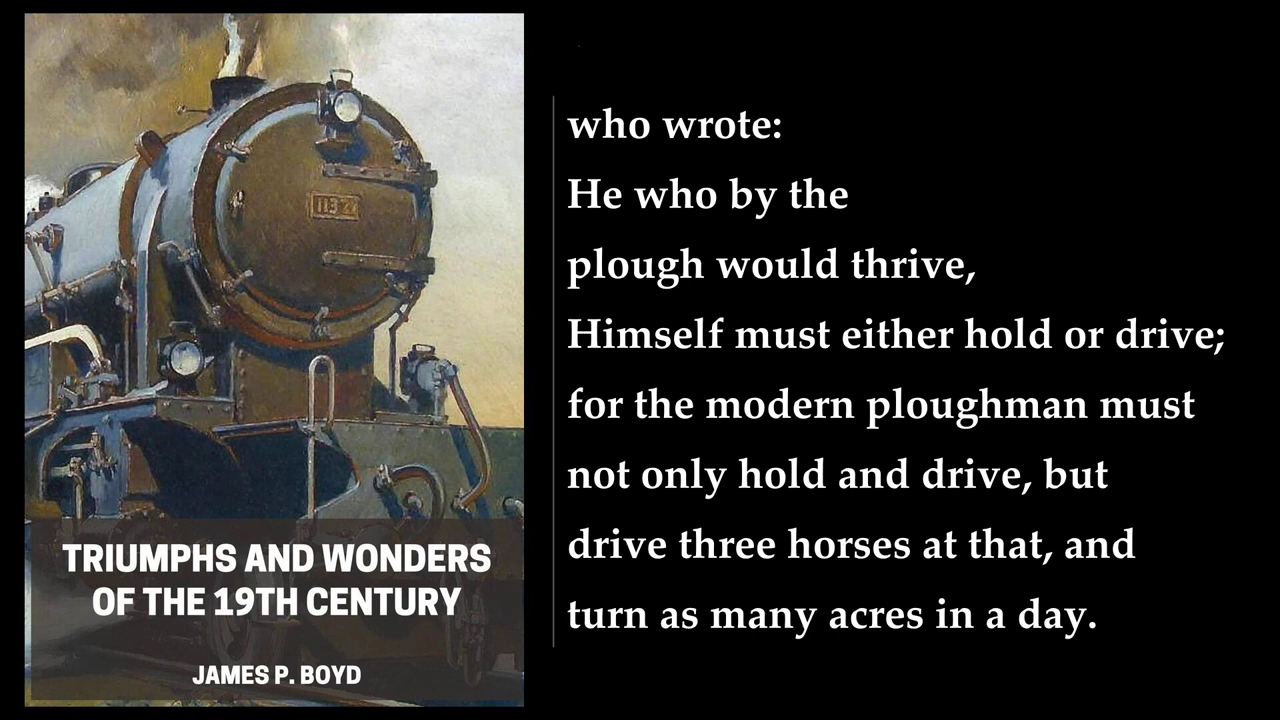 TRIUMPHS AND WONDERS
OF THE 19TH CENTURY
JAMES P. BOYD
who wrote:
He who by the
plough would thrive,
Himself must either hold or drive;
for the modern ploughman must
not only hold and drive, but
drive three horses at that, and
turn as many acres in a day.